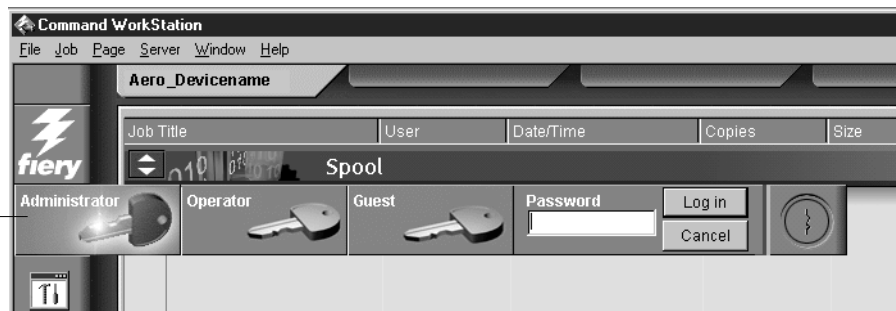 Command WorkStation
File Job Page Server Window Help
Aero_Devicename
Job Title User Date/Time Copies Size
fiery
Spool
Administrator Operator Guest Password Log in
Cancel